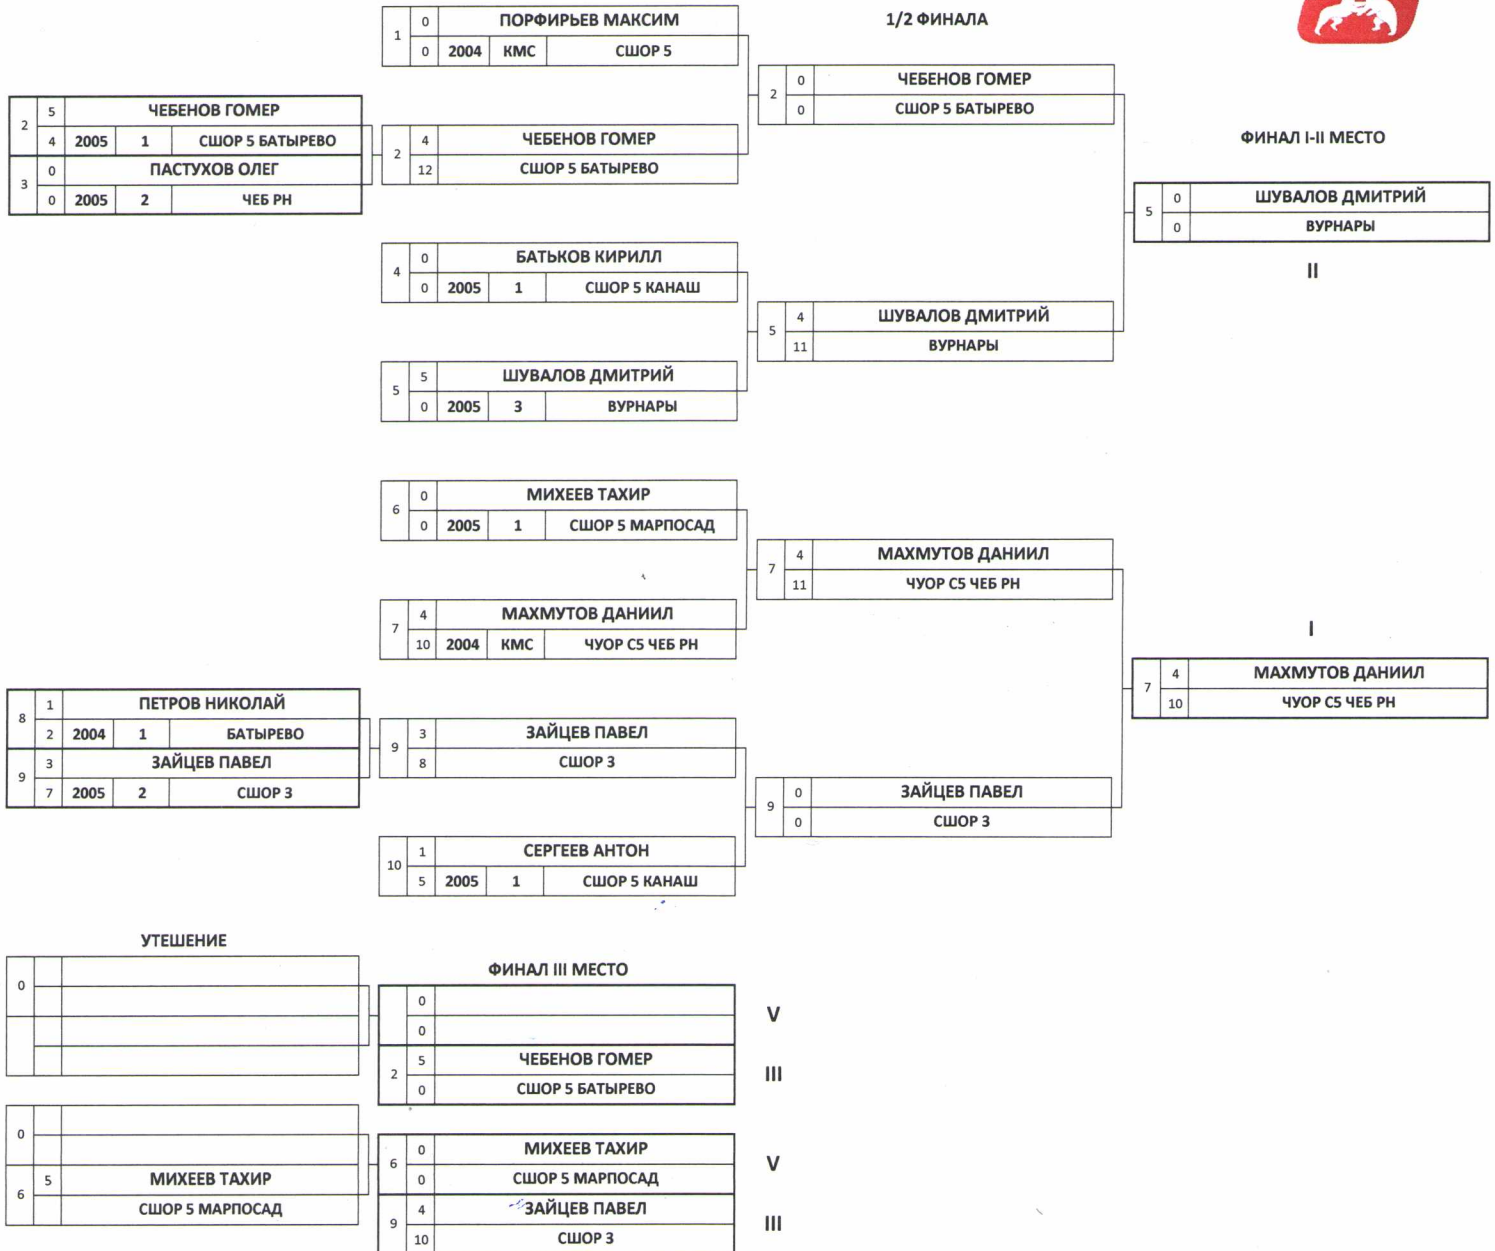 0 ПОРФИРЬЕВ МАКСИМ
1
0 2004 КМС СШОР 5
1/2 ФИНАЛА
5 ЧЕБЕНОВ ГОМЕР
2
4 2005 1 СШОР 5 БАТЫРЕВО
0 ПАСТУХОВ ОЛЕГ
3
0 2005 2 ЧЕБ РН
4 ЧЕБЕНОВ ГОМЕР
2
12 СШОР 5 БАТЫРЕВО
0 ЧЕБЕНОВ ГОМЕР
2
0 СШОР 5 БАТЫРЕВО
ФИНАЛ I-II МЕСТО
0 ШУВАЛОВ ДМИТРИЙ
5
0 ВУРНАРЫ
II
0 БАТЬКОВ КИРИЛЛ
4
0 2005 1 СШОР 5 КАНАШ
4 ШУВАЛОВ ДМИТРИЙ
5
11 ВУРНАРЫ
5 ШУВАЛОВ ДМИТРИЙ
5
0 2005 3 ВУРНАРЫ
0 МИХЕЕВ ТАХИР
6
0 2005 1 СШОР 5 МАРПОСАД
4 МАХМУТОВ ДАНИИЛ
7
11 ЧУОР С5 ЧЕБ РН
4 МАХМУТОВ ДАНИИЛ
7
10 2004 КМС ЧУОР С5 ЧЕБ РН
I
4 МАХМУТОВ ДАНИИЛ
7
10 ЧУОР С5 ЧЕБ РН
1 ПЕТРОВ НИКОЛАЙ
8
2 2004 1 БАТЫРЕВО
3 ЗАЙЦЕВ ПАВЕЛ
9
7 2005 2 СШОР 3
3 ЗАЙЦЕВ ПАВЕЛ
9
8 СШОР 3
0 ЗАЙЦЕВ ПАВЕЛ
9
0 СШОР 3
1 СЕРГЕЕВ АНТОН
10
5 2005 1 СШОР 5 КАНАШ
УТЕШЕНИЕ
0
ФИНАЛ III МЕСТО
0
0
V
5 ЧЕБЕНОВ ГОМЕР
2
0 СШОР 5 БАТЫРЕВО
III
0
5 МИХЕЕВ ТАХИР
6
СШОР 5 МАРПОСАД
0 МИХЕЕВ ТАХИР
6
0 СШОР 5 МАРПОСАД
V
4 ЗАЙЦЕВ ПАВЕЛ
9
10 СШОР 3
III